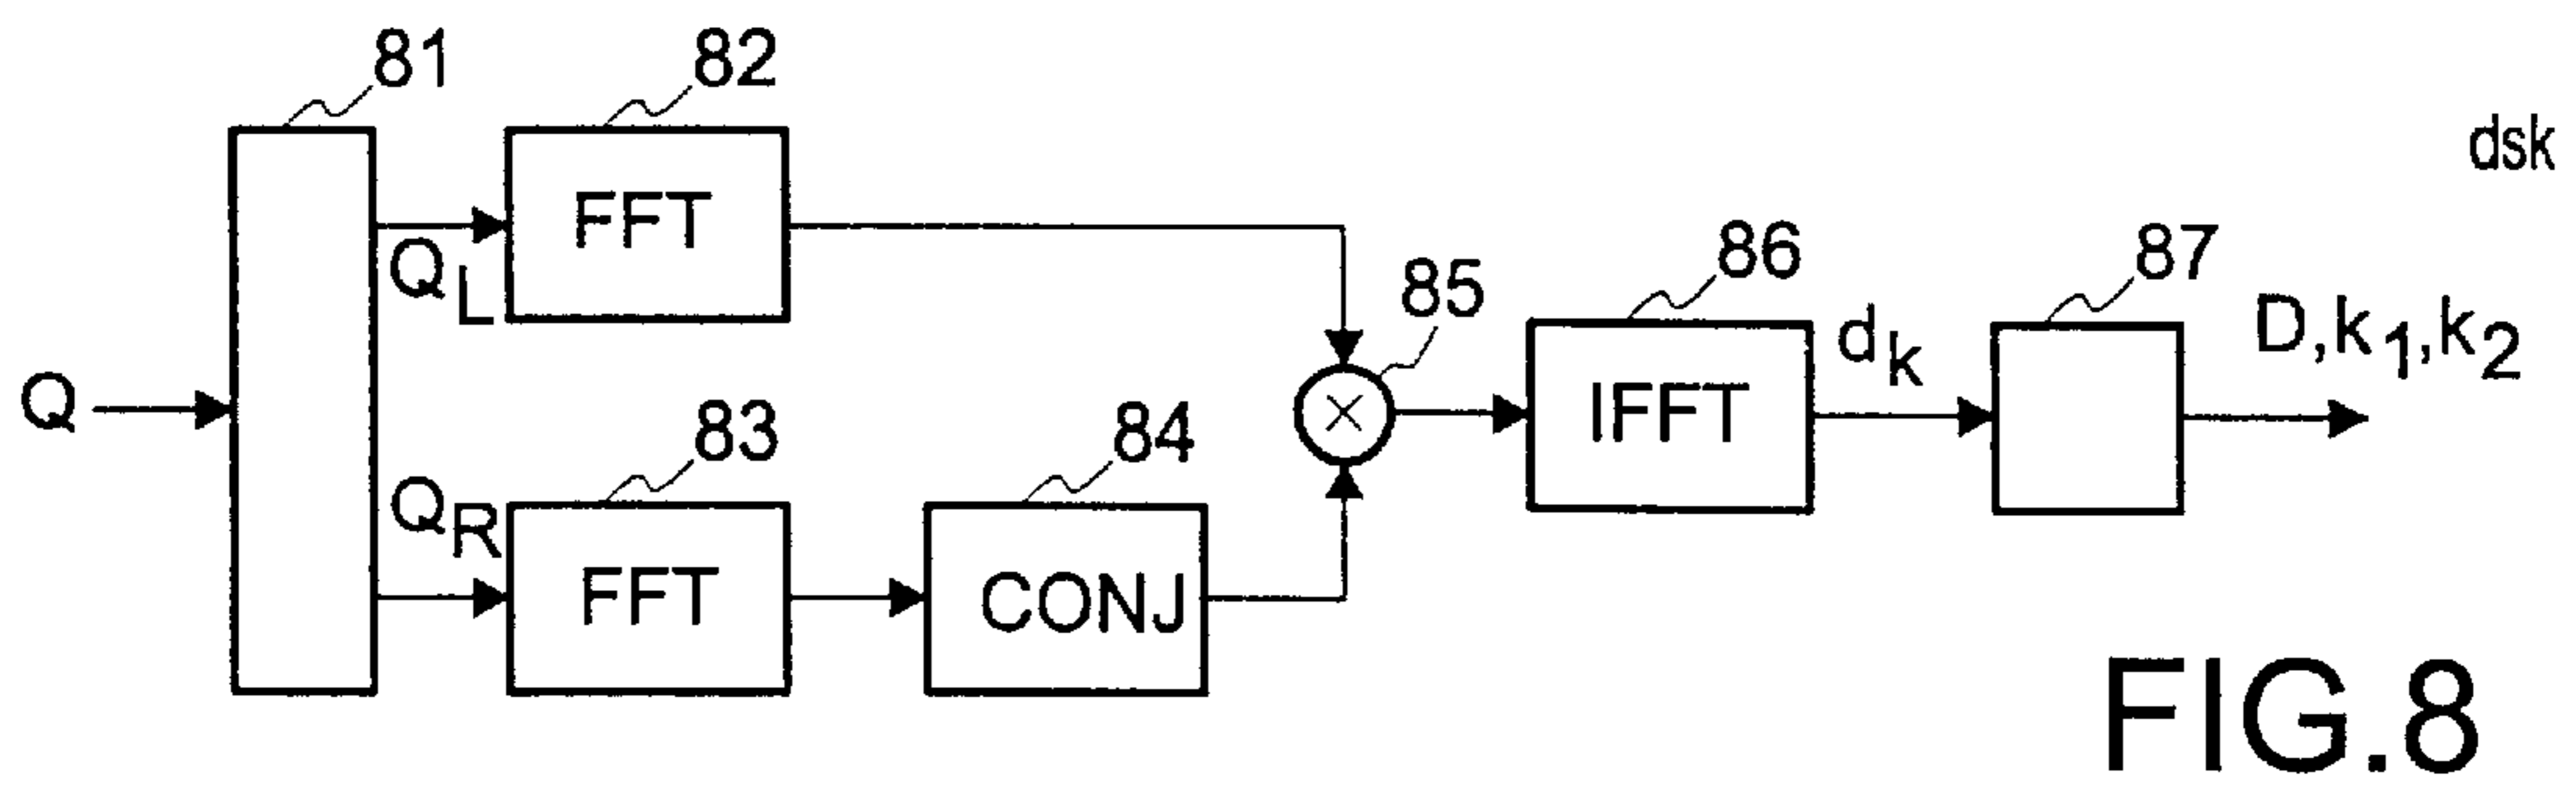 81
82
dsk
FFT
Q_L
86
87
85
D,k_1,k_2
d_k
Q
IFFT
83
84
Q_R
FFT
CONJ
FIG.8